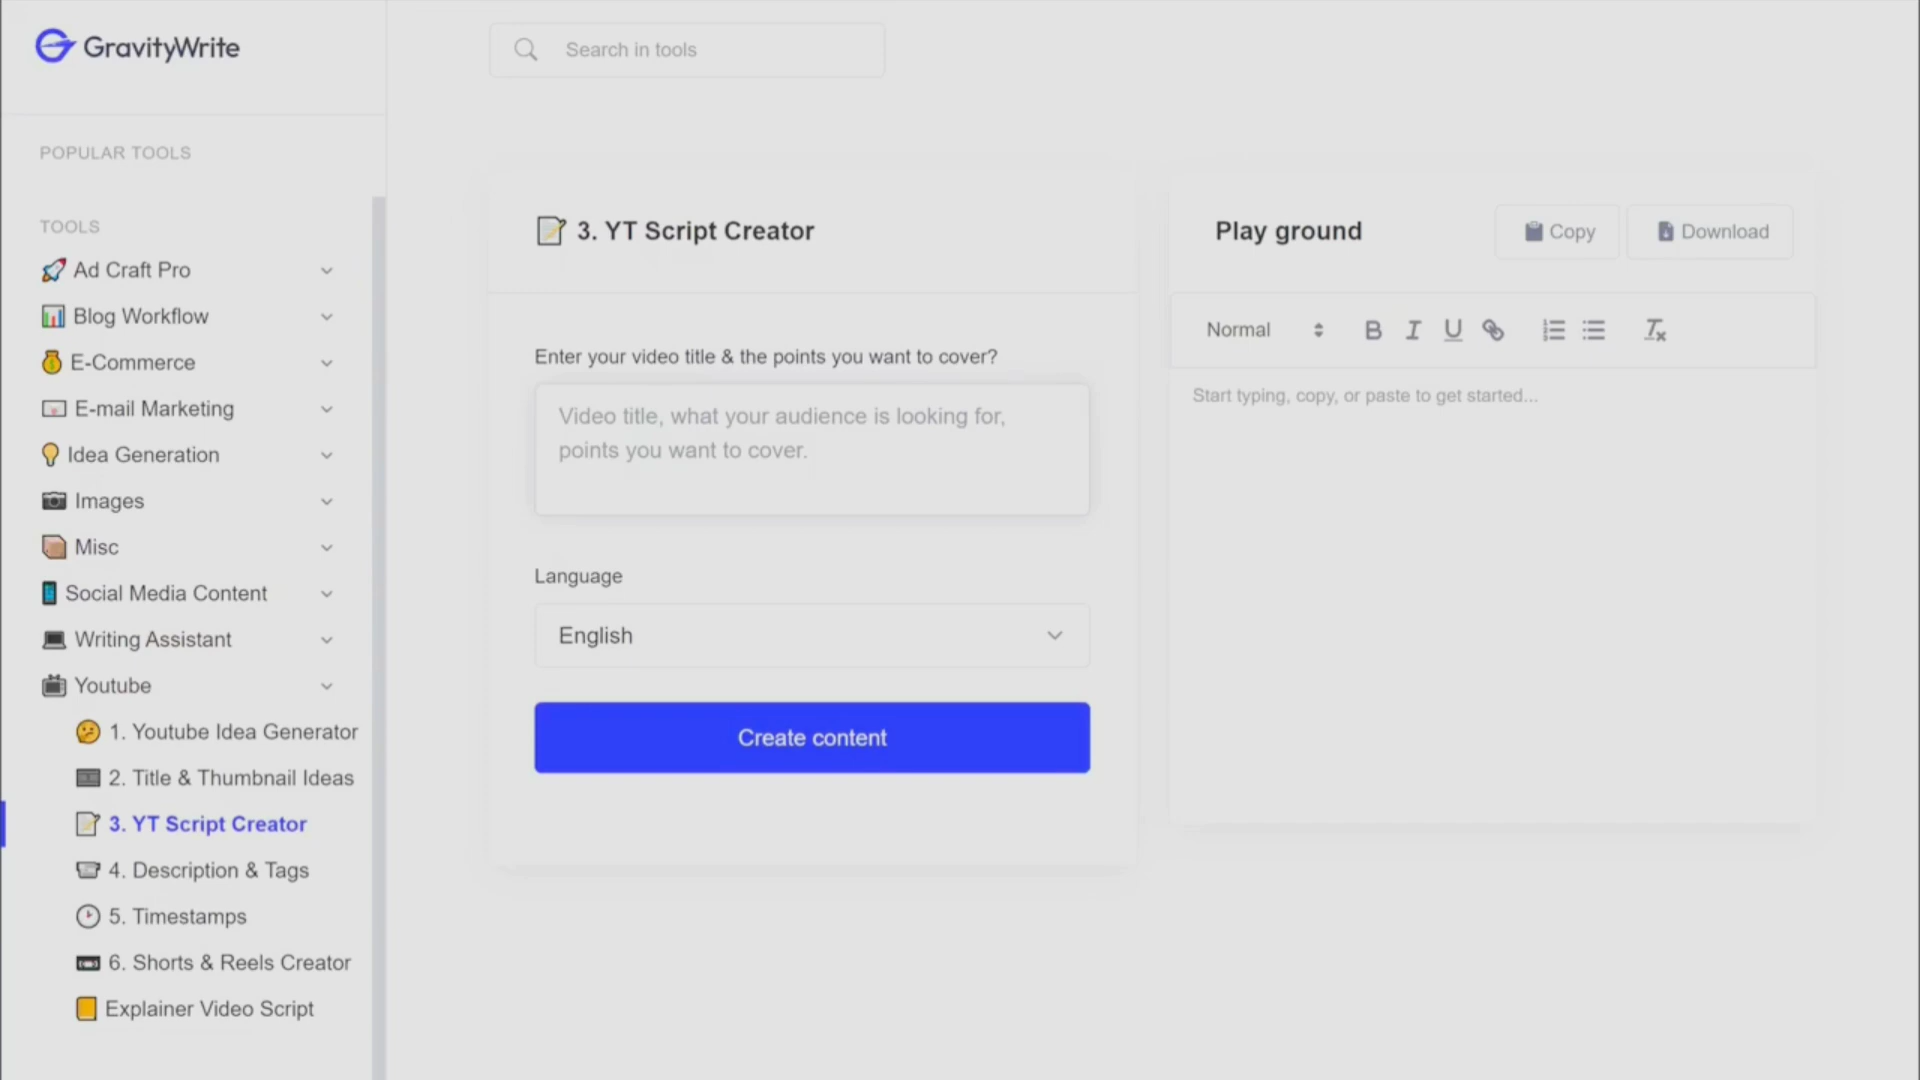 GravityWrite
Search in tools
POPULAR TOOLS
TOOLS
Ad Craft Pro
Blog Workflow
E-Commerce
E-mail Marketing
Idea Generation
Images
Misc
Social Media Content
Writing Assistant
Youtube
1. Youtube Idea Generator
2. Title & Thumbnail Ideas
3. YT Script Creator
4. Description & Tags
5. Timestamps
6. Shorts & Reels Creator
Explainer Video Script
3. YT Script Creator
Enter your video title & the points you want to cover?
Video title, what your audience is looking for,
points you want to cover.
Language
English
Create content
Play ground
Copy
Download
Normal
Start typing, copy, or paste to get started...